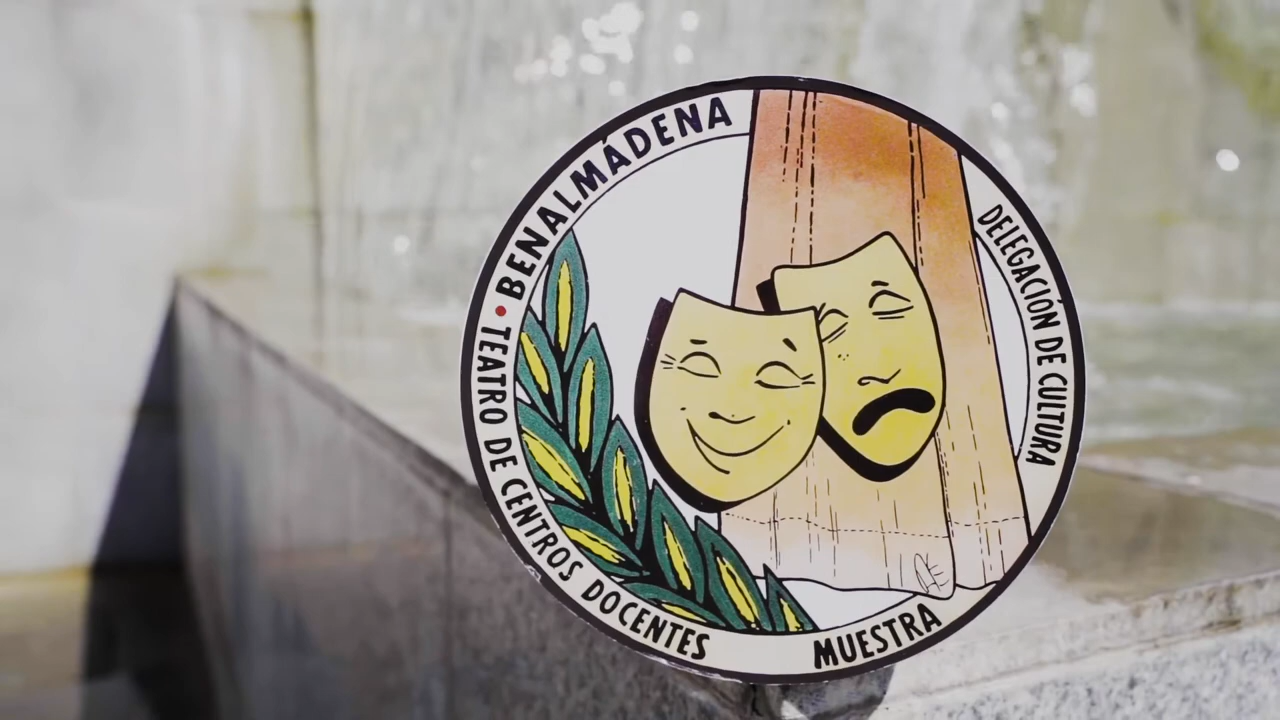 BENALMÁDENA
DELEGACIÓN DE CULTURA
MUESTRA
TEATRO DE CENTROS DOCENTES